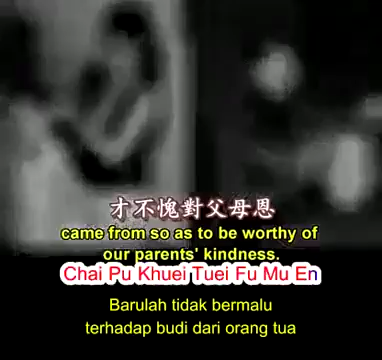 才不愧對父母恩
came from so as to be worthy of
our parents' kindness.
Chai Pu Khuei Tuei Fu Mu En
Barulah tidak bermalu
terhadap budi dari orang tua